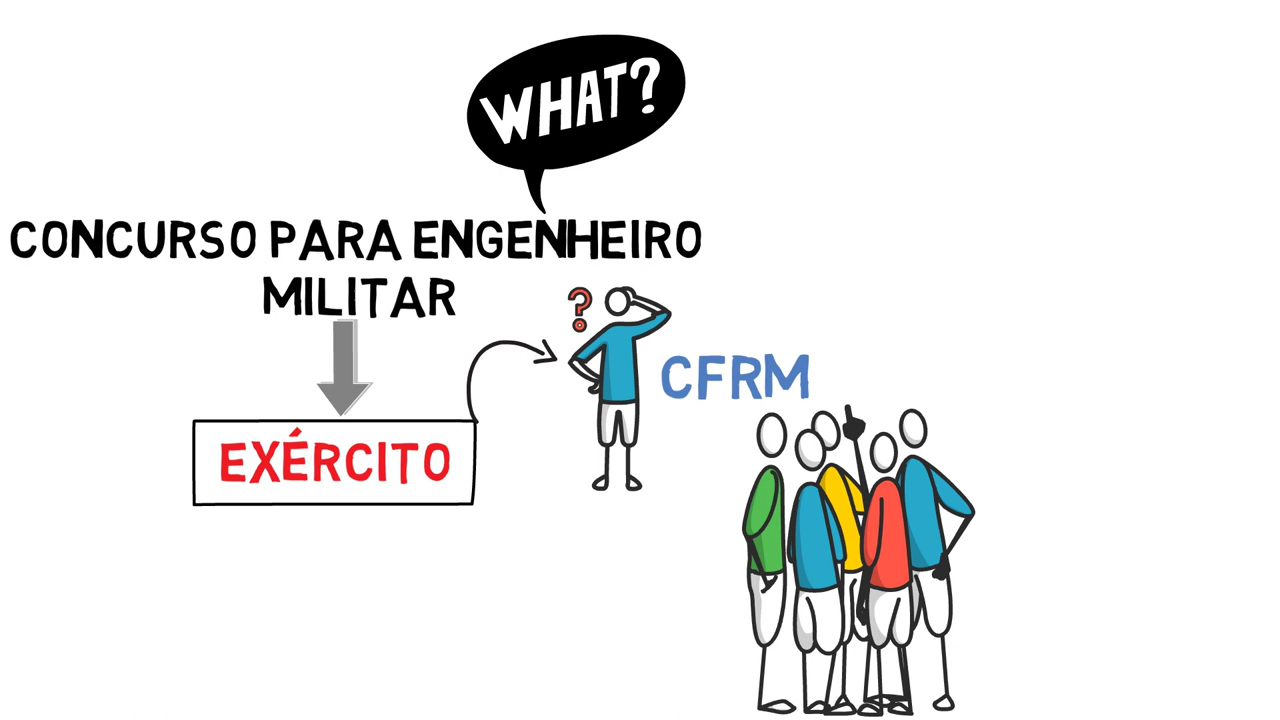 WHAT?
CONCURSO PARA ENGENHEIRO
MILITAR
?
CFRM
EXÉRCITO